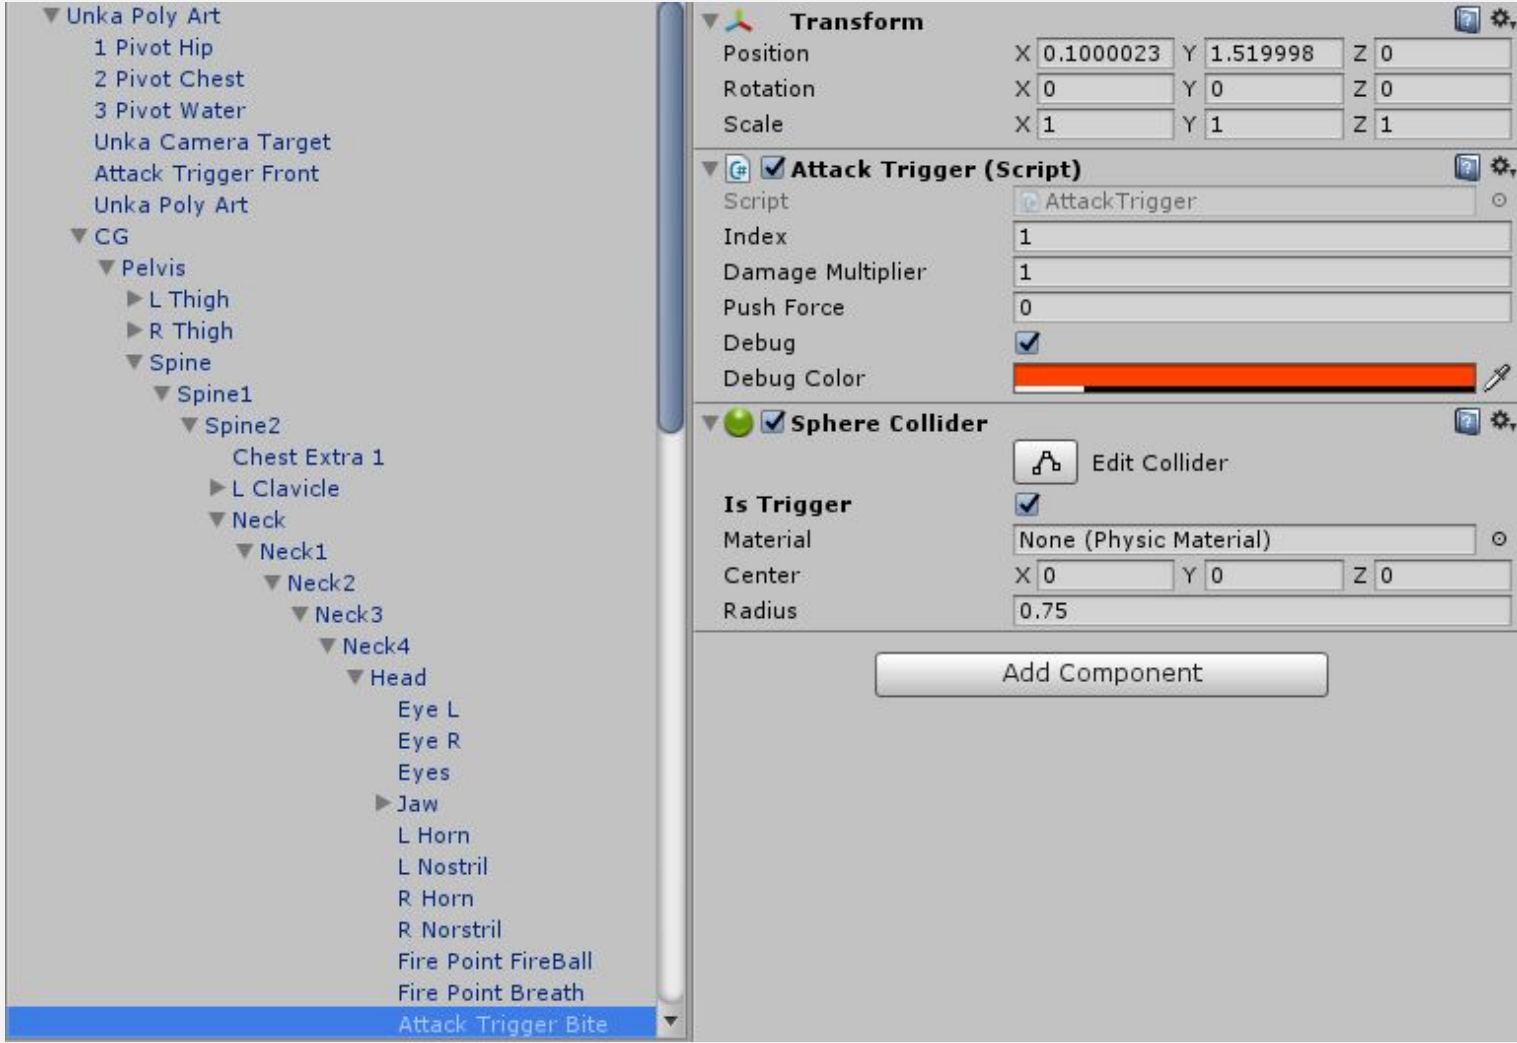 Unka Poly Art
1 Pivot Hip
2 Pivot Chest
3 Pivot Water
Unka Camera Target
Attack Trigger Front
Unka Poly Art
CG
Pelvis
L Thigh
R Thigh
Spine
Spine1
Spine2
Chest Extra 1
L Clavicle
Neck
Neck1
Neck2
Neck3
Neck4
Head
Eye L
Eye R
Eyes
Jaw
L Horn
L Nostril
R Horn
R Norstril
Fire Point FireBall
Fire Point Breath
Attack Trigger Bite
Transform
Position X 0.1000023 Y 1.519998 Z 0
Rotation X 0 Y 0 Z 0
Scale X 1 Y 1 Z 1
Attack Trigger (Script)
Script AttackTrigger
Index 1
Damage Multiplier 1
Push Force 0
Debug
Debug Color
Sphere Collider
Edit Collider
Is Trigger
Material None (Physic Material)
Center X 0 Y 0 Z 0
Radius 0.75
Add Component